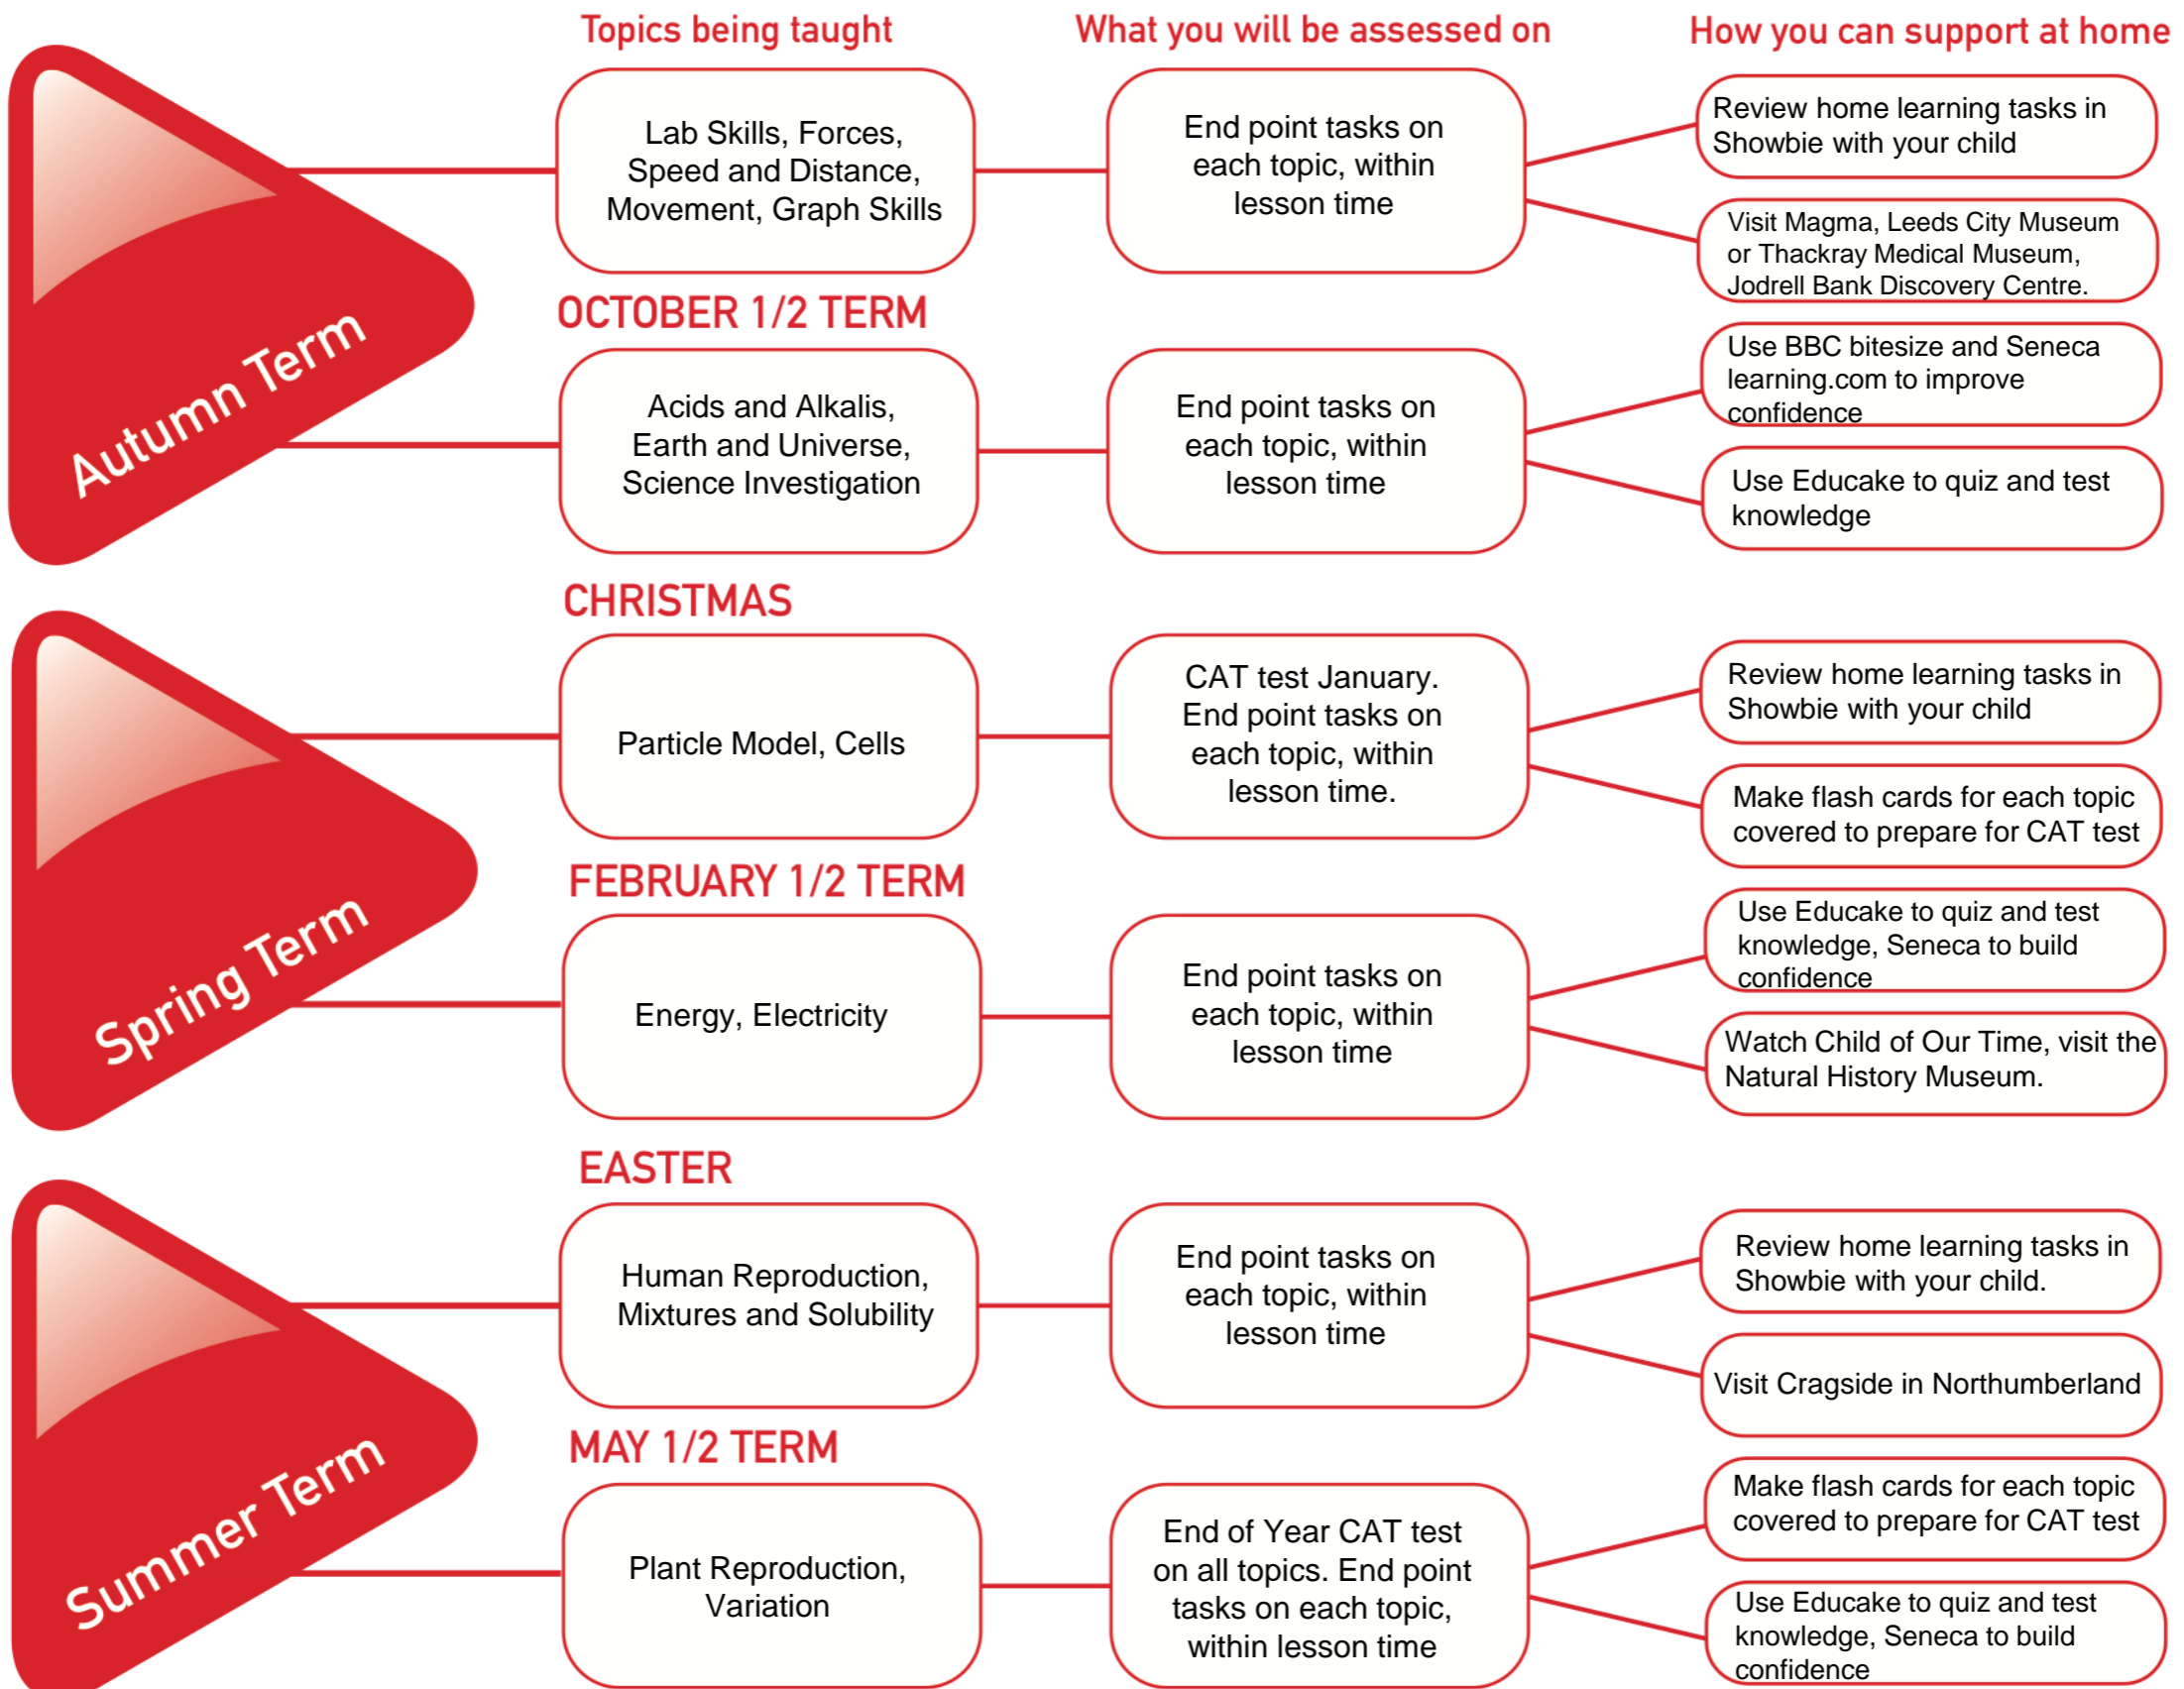 Topics being taught
What you will be assessed on
How you can support at home
Autumn Term
Lab Skills, Forces,
Speed and Distance,
Movement, Graph Skills
End point tasks on
each topic, within
lesson time
Review home learning tasks in
Showbie with your child
Visit Magma, Leeds City Museum
or Thackray Medical Museum,
Jodrell Bank Discovery Centre.
OCTOBER 1/2 TERM
Acids and Alkalis,
Earth and Universe,
Science Investigation
End point tasks on
each topic, within
lesson time
Use BBC bitesize and Seneca
learning.com to improve
confidence
Use Educake to quiz and test
knowledge
CHRISTMAS
Spring Term
Particle Model, Cells
CAT test January.
End point tasks on
each topic, within
lesson time.
Review home learning tasks in
Showbie with your child
Make flash cards for each topic
covered to prepare for CAT test
FEBRUARY 1/2 TERM
Energy, Electricity
End point tasks on
each topic, within
lesson time
Use Educake to quiz and test
knowledge, Seneca to build
confidence
Watch Child of Our Time, visit the
Natural History Museum.
EASTER
Summer Term
Human Reproduction,
Mixtures and Solubility
End point tasks on
each topic, within
lesson time
Review home learning tasks in
Showbie with your child.
Visit Cragside in Northumberland
MAY 1/2 TERM
Plant Reproduction,
Variation
End of Year CAT test
on all topics. End point
tasks on each topic,
within lesson time
Make flash cards for each topic
covered to prepare for CAT test
Use Educake to quiz and test
knowledge, Seneca to build
confidence